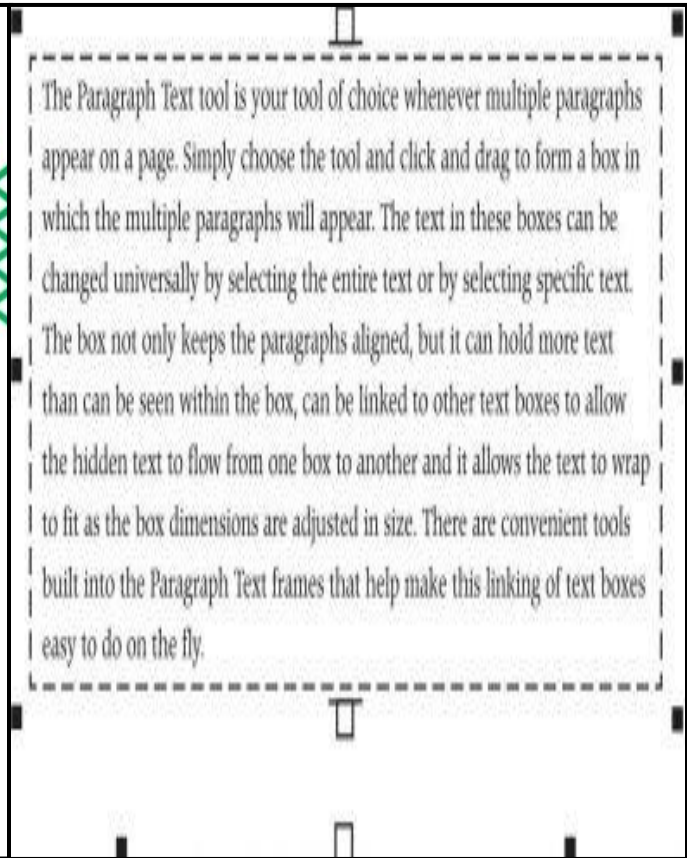 The Paragraph Text tool is your tool of choice whenever multiple paragraphs
appear on a page. Simply choose the tool and click and drag to form a box in
which the multiple paragraphs will appear. The text in these boxes can be
changed universally by selecting the entire text or by selecting specific text.
The box not only keeps the paragraphs aligned, but it can hold more text
than can be seen within the box, can be linked to other text boxes to allow
the hidden text to flow from one box to another and it allows the text to wrap
to fit as the box dimensions are adjusted in size. There are convenient tools
built into the Paragraph Text frames that help make this linking of text boxes
easy to do on the fly.